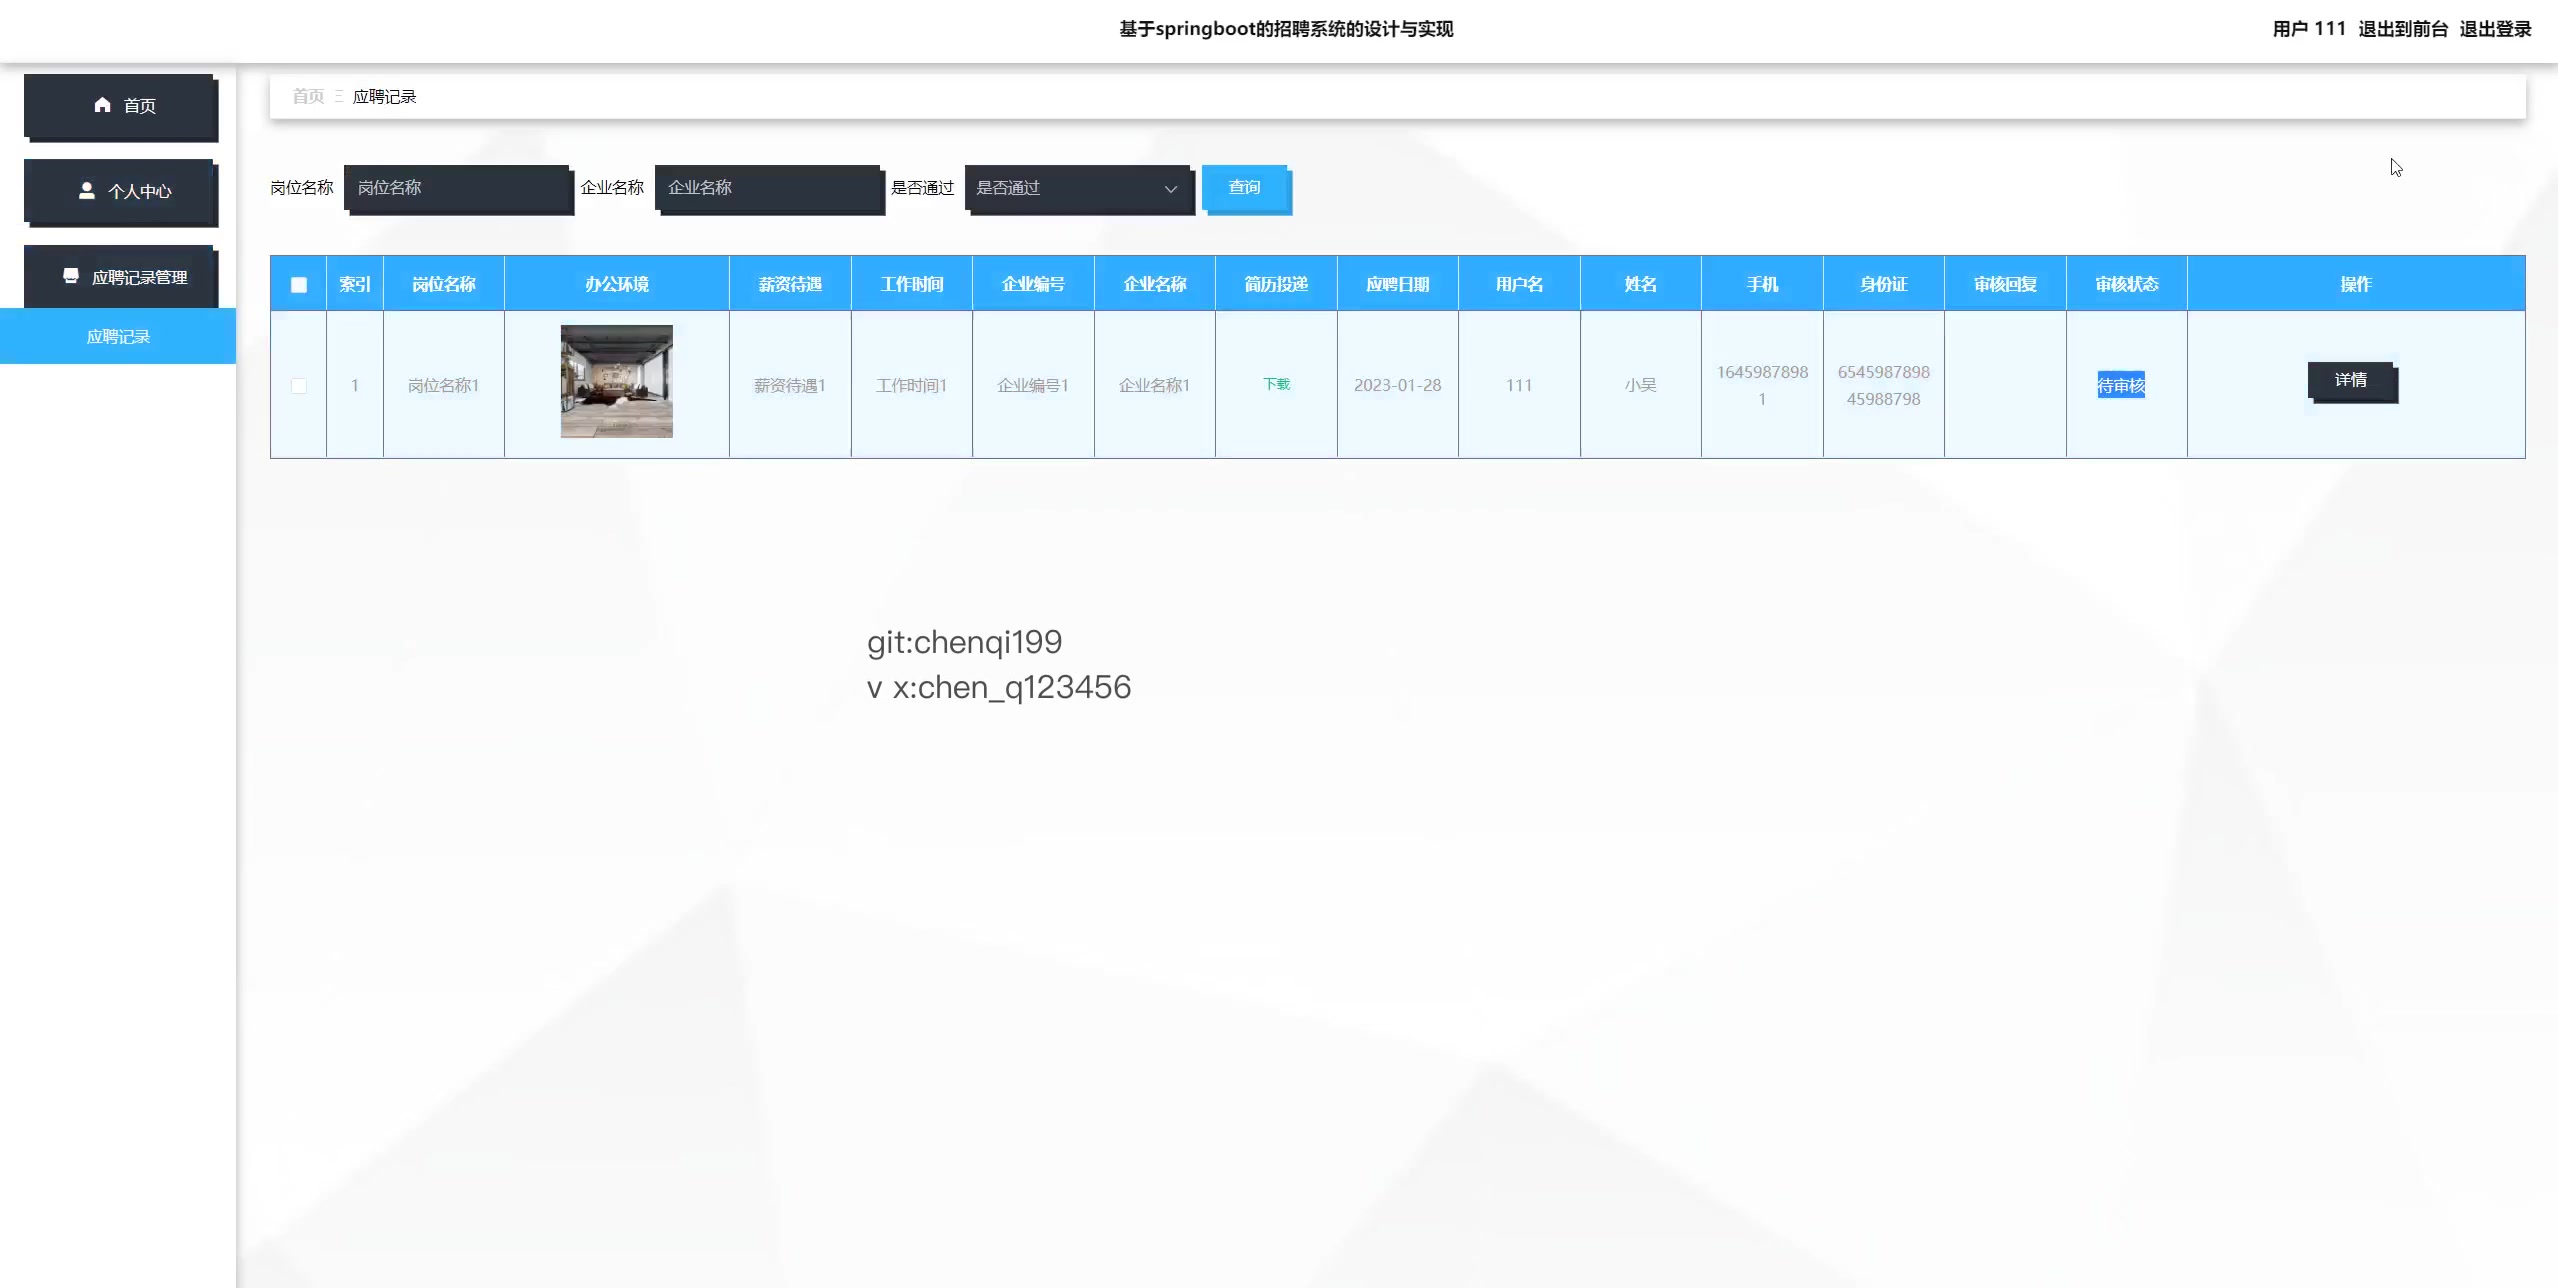 基于springboot的招聘系统的设计与实现
用户 111 退出到前台 退出登录
首页
个人中心
应聘记录管理
应聘记录
首页 应聘记录
岗位名称 岗位名称 企业名称 企业名称 是否通过 是否通过 查询
索引 岗位名称 办公环境 薪资待遇 工作时间 企业编号 企业名称 简历投递 应聘日期 用户名 姓名 手机 身份证 审核回复 审核状态 操作
1 岗位名称1 薪资待遇1 工作时间1 企业编号1 企业名称1 下载 2023-01-28 111 小吴 1645987898 6545987898 待审核 详情
1 45988798
git:chenqi199
v x:chen_q123456